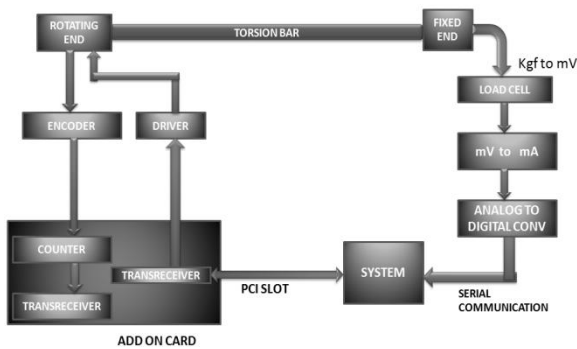 ROTATING
END
TORSION BAR
FIXED
END
Kgf to mV
LOAD CELL
ENCODER
DRIVER
mV to mA
ANALOG TO
DIGITAL CONV
COUNTER
TRANSRECEIVER
TRANSRECEIVER
PCI SLOT
SYSTEM
SERIAL
COMMUNICATION
ADD ON CARD